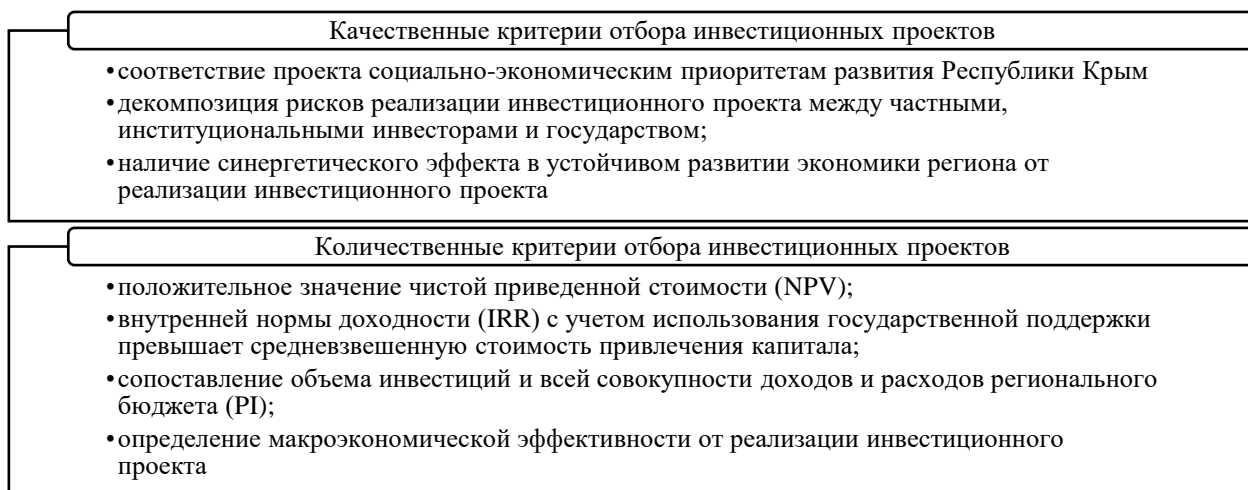 Качественные критерии отбора инвестиционных проектов
•соответствие проекта социально-экономическим приоритетам развития Республики Крым
•декомпозиция рисков реализации инвестиционного проекта между частными,
институциональными инвесторами и государством;
•наличие синергетического эффекта в устойчивом развитии экономики региона от
реализации инвестиционного проекта
Количественные критерии отбора инвестиционных проектов
•положительное значение чистой приведенной стоимости (NPV);
•внутренней нормы доходности (IRR) с учетом использования государственной поддержки
превышает средневзвешенную стоимость привлечения капитала;
•сопоставление объема инвестиций и всей совокупности доходов и расходов регионального
бюджета (PI);
•определение макроэкономической эффективности от реализации инвестиционного
проекта